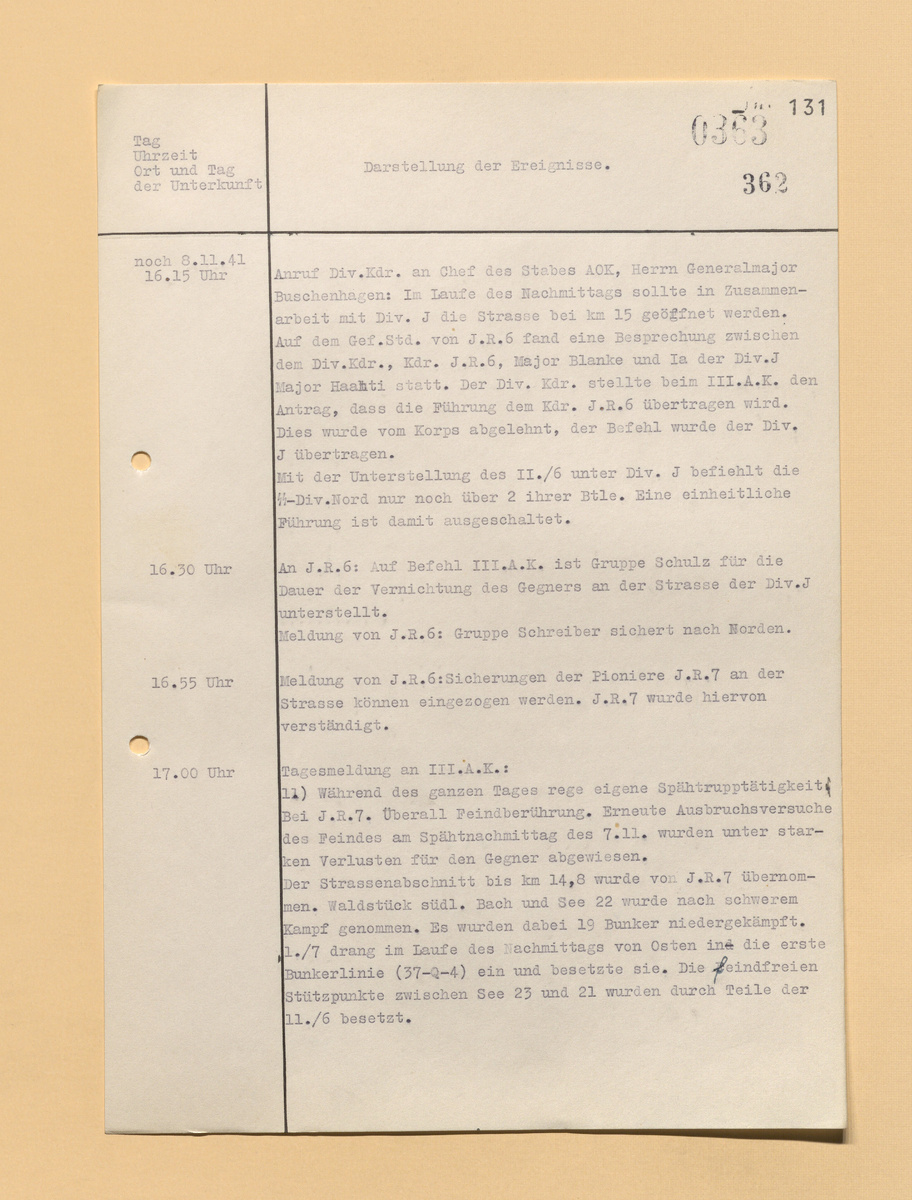 131
0363
362
Tag
Uhrzeit
Ort und Tag
der Unterkunft
Darstellung der Ereignisse.
noch 8.11.41
16.15 Uhr
Anruf Div.Kdr. an Chef des Stabes AOK, Herrn Generalmajor
Buschenhagen: Im Laufe des Nachmittags sollte in Zusammen-
arbeit mit Div. J die Strasse bei km 15 geöffnet werden.
Auf dem Gef.Std. von J.R.6 fand eine Besprechung zwischen
dem Div.Kdr., Kdr. J.R.6, Major Blanke und Ia der Div.J
Major Haahti statt. Der Div. Kdr. stellte beim III.A.K. den
Antrag, dass die Führung dem Kdr. J.R.6 übertragen wird.
Dies wurde vom Korps abgelehnt, der Befehl wurde der Div.
J übertragen.
Mit der Unterstellung des II./6 unter Div. J befiehlt die
ᛋᛋ-Div.Nord nur noch über 2 ihrer Btle. Eine einheitliche
Führung ist damit ausgeschaltet.
16.30 Uhr
An J.R.6: Auf Befehl III.A.K. ist Gruppe Schulz für die
Dauer der Vernichtung des Gegners an der Strasse der Div.J
unterstellt.
Meldung von J.R.6: Gruppe Schreiber sichert nach Norden.
16.55 Uhr
Meldung von J.R.6:Sicherungen der Pioniere J.R.7 an der
Strasse können eingezogen werden. J.R.7 wurde hiervon
verständigt.
17.00 Uhr
Tagesmeldung an III.A.K.:
11) Während des ganzen Tages rege eigene Spähtrupptätigkeit
Bei J.R.7. Überall Feindberührung. Erneute Ausbruchsversuche
des Feindes am Spähtnachmittag des 7.11. wurden unter star-
ken Verlusten für den Gegner abgewiesen.
Der Strassenabschnitt bis km 14,8 wurde von J.R.7 übernom-
men. Waldstück südl. Bach und See 22 wurde nach schwerem
Kampf genommen. Es wurden dabei 19 Bunker niedergekämpft.
1./7 drang im Laufe des Nachmittags von Osten in die erste
Bunkerlinie (37-Q-4) ein und besetzte sie. Die feindfreien
Stützpunkte zwischen See 23 und 21 wurden durch Teile der
11./6 besetzt.